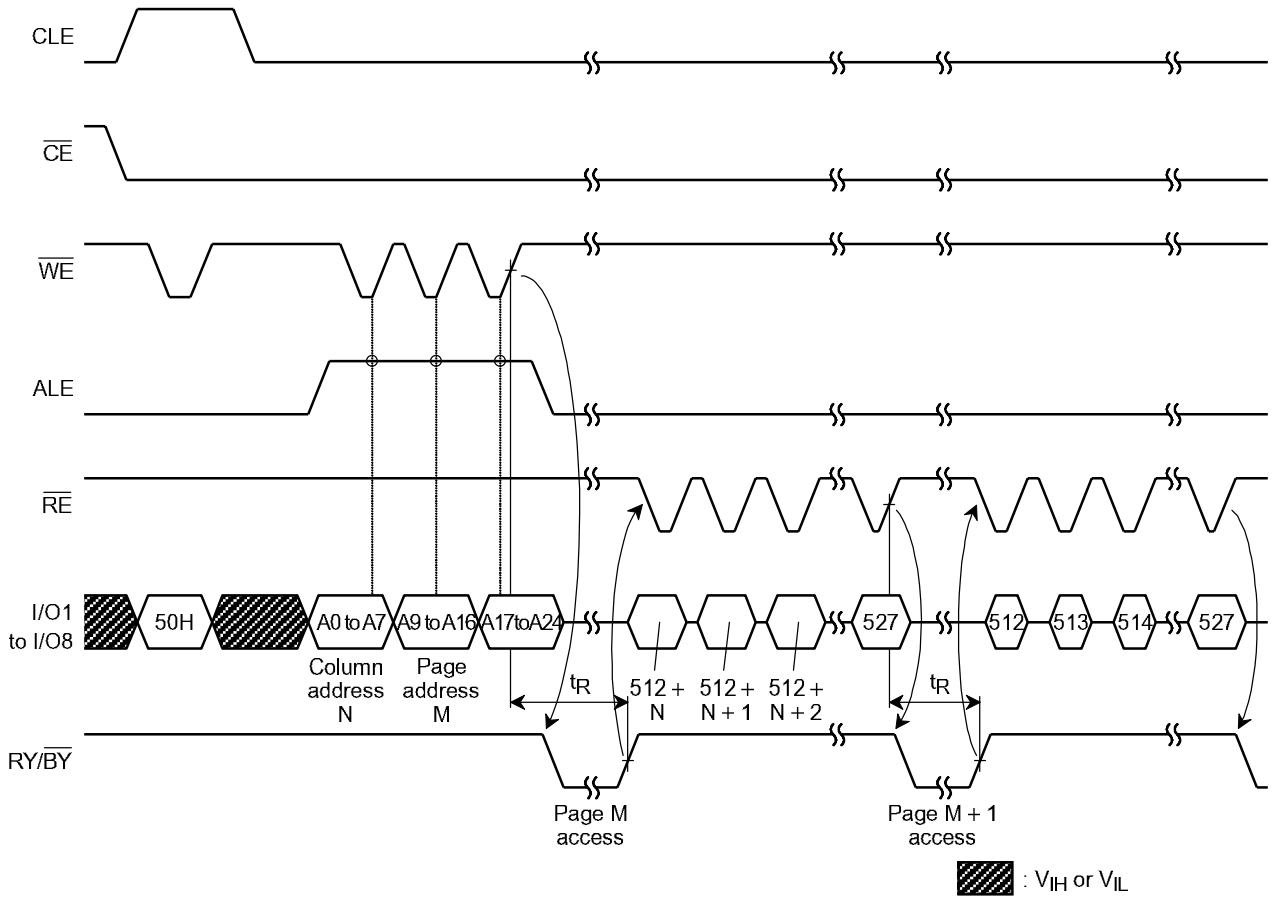 CLE
CE
WE
ALE
RE
I/O1
to I/O8
50H
A0 to A7
A9 to A16
A17 to A24
527
512
513
514
527
Column
address
N
Page
address
M
tR
512 +
N
512 +
N + 1
512 +
N + 2
tR
RY/BY
Page M
access
Page M + 1
access
: VIH or VIL